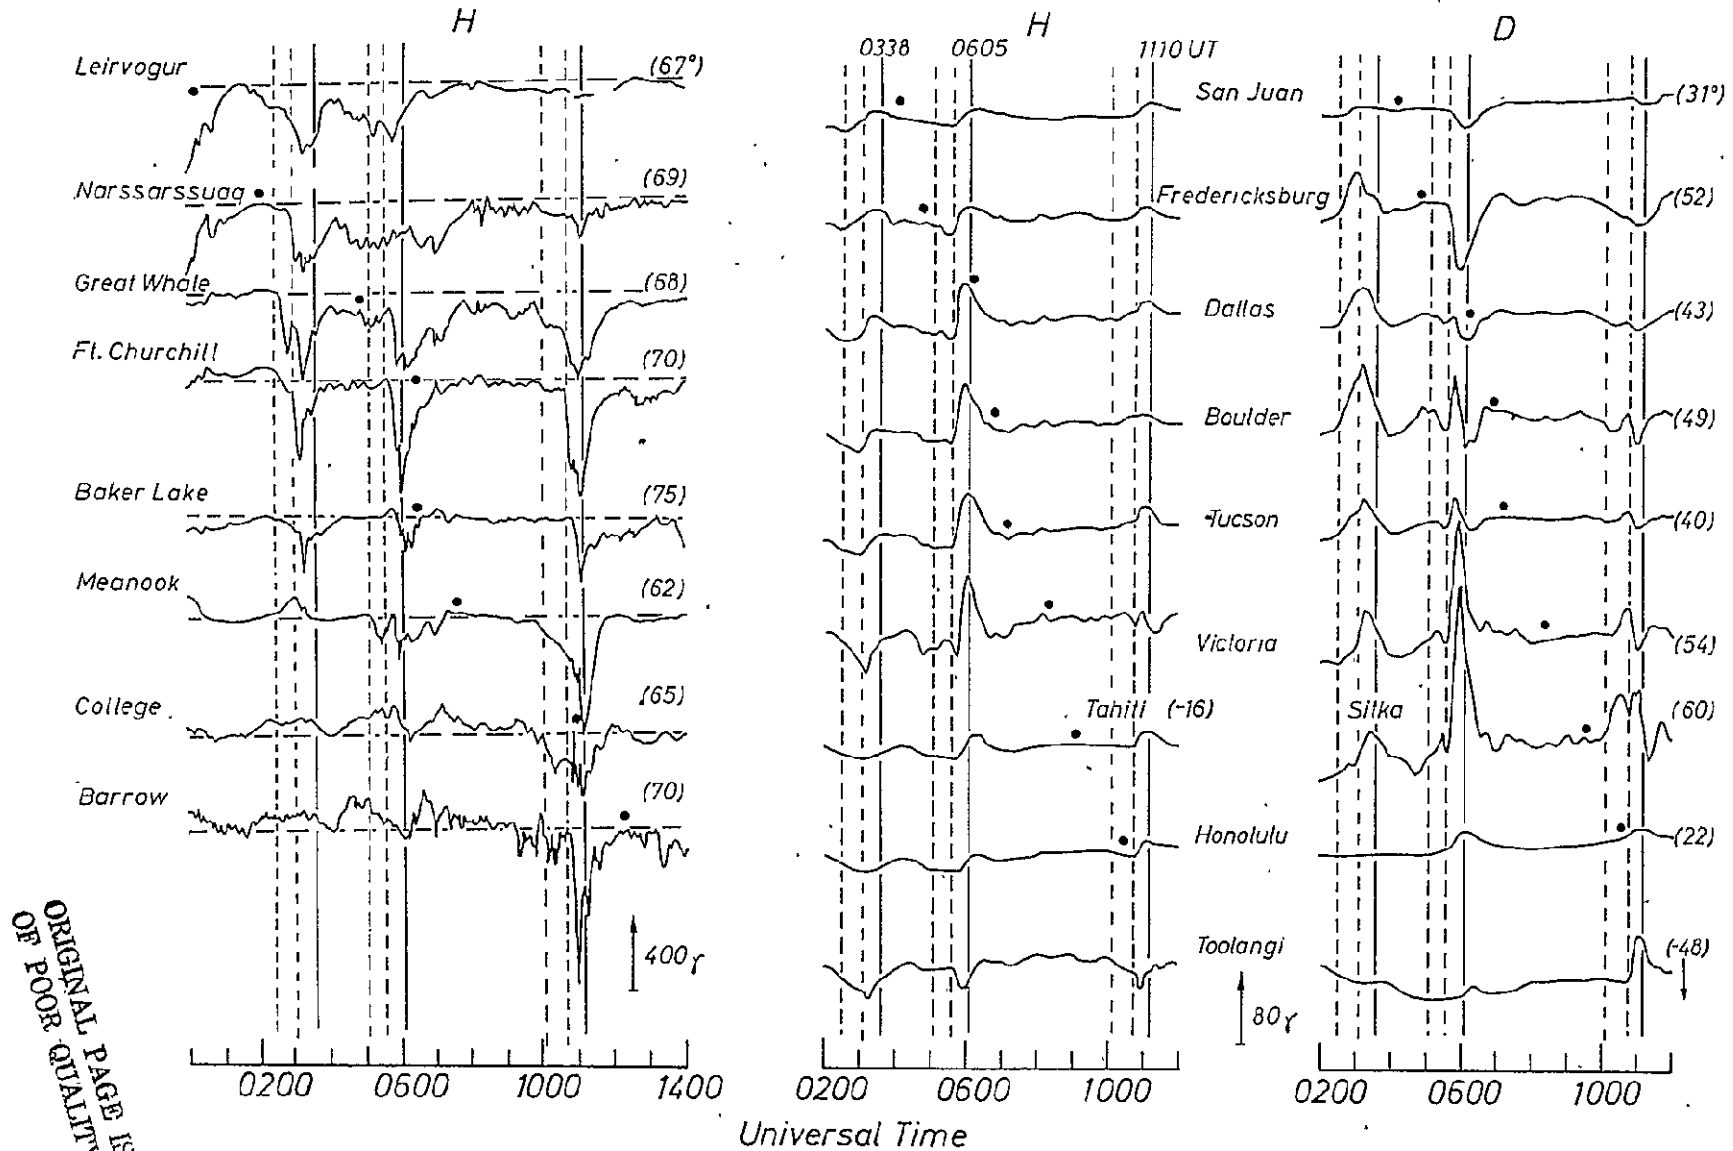 H
H
D
0338 0605 1110 UT
Leirvogur (67°)
San Juan (31°)
Narssarssuaq (69)
Fredericksburg (52)
Great Whale (68)
Dallas (43)
Ft. Churchill (70)
Boulder (49)
Baker Lake (75)
Tucson (40)
Meanook (62)
Victoria (54)
College (65)
Tahiti (-16)
Sitka (60)
Barrow (70)
Honolulu (22)
Toolangi (-48)
400γ
80γ
0200 0600 1000 1400
0200 0600 1000
0200 0600 1000
Universal Time
ORIGINAL PAGE IS
OF POOR QUALITY